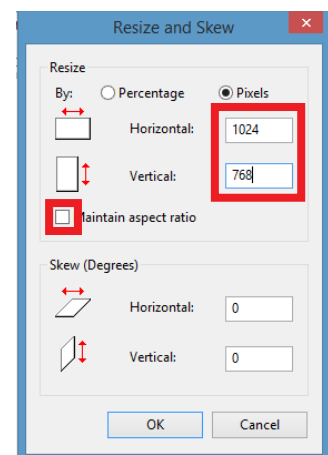 Resize and Skew
Resize
By: Percentage Pixels
Horizontal: 1024
Vertical: 768
Maintain aspect ratio
Skew (Degrees)
Horizontal: 0
Vertical: 0
OK Cancel